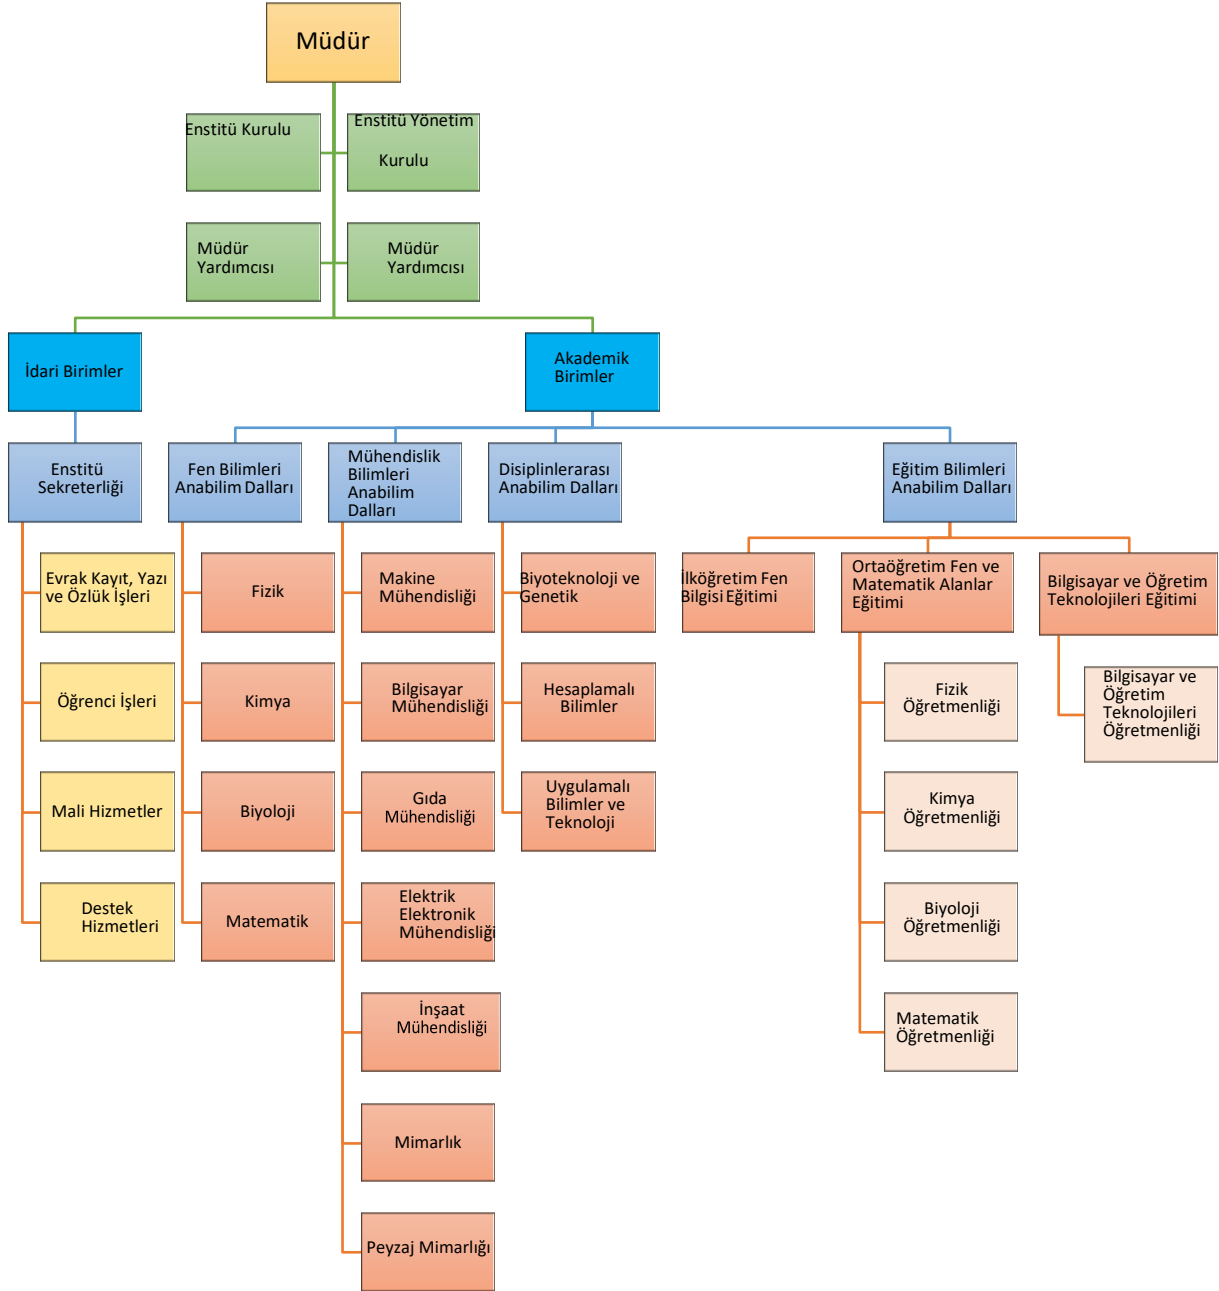 Müdür
Enstitü Kurulu
Enstitü Yönetim
Kurulu
Müdür
Yardımcısı
Müdür
Yardımcısı
İdari Birimler
Akademik
Birimler
Enstitü
Sekreterliği
Fen Bilimleri
Anabilim Dalları
Mühendislik
Bilimleri
Anabilim
Dalları
Disiplinlerarası
Anabilim Dalları
Eğitim Bilimleri
Anabilim Dalları
Evrak Kayıt, Yazı
ve Özlük İşleri
Öğrenci İşleri
Mali Hizmetler
Destek
Hizmetleri
Fizik
Kimya
Biyoloji
Matematik
Makine
Mühendisliği
Bilgisayar
Mühendisliği
Gıda
Mühendisliği
Elektrik
Elektronik
Mühendisliği
İnşaat
Mühendisliği
Mimarlık
Peyzaj Mimarlığı
Biyoteknoloji ve
Genetik
Hesaplamalı
Bilimler
Uygulamalı
Bilimler ve
Teknoloji
İlköğretim Fen
Bilgisi Eğitimi
Ortaöğretim Fen ve
Matematik Alanlar
Eğitimi
Fizik
Öğretmenliği
Kimya
Öğretmenliği
Biyoloji
Öğretmenliği
Matematik
Öğretmenliği
Bilgisayar ve Öğretim
Teknolojileri Eğitimi
Bilgisayar ve
Öğretim
Teknolojileri
Öğretmenliği